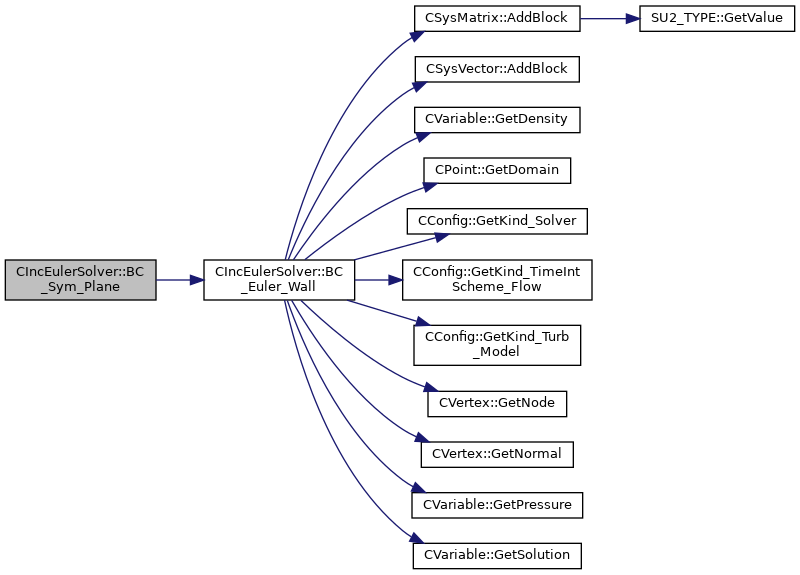 CSysMatrix::AddBlock
SU2_TYPE::GetValue
CSysVector::AddBlock
CVariable::GetDensity
CPoint::GetDomain
CConfig::GetKind_Solver
CIncEulerSolver::BC
_Sym_Plane
CIncEulerSolver::BC
_Euler_Wall
CConfig::GetKind_TimeInt
Scheme_Flow
CConfig::GetKind_Turb
_Model
CVertex::GetNode
CVertex::GetNormal
CVariable::GetPressure
CVariable::GetSolution